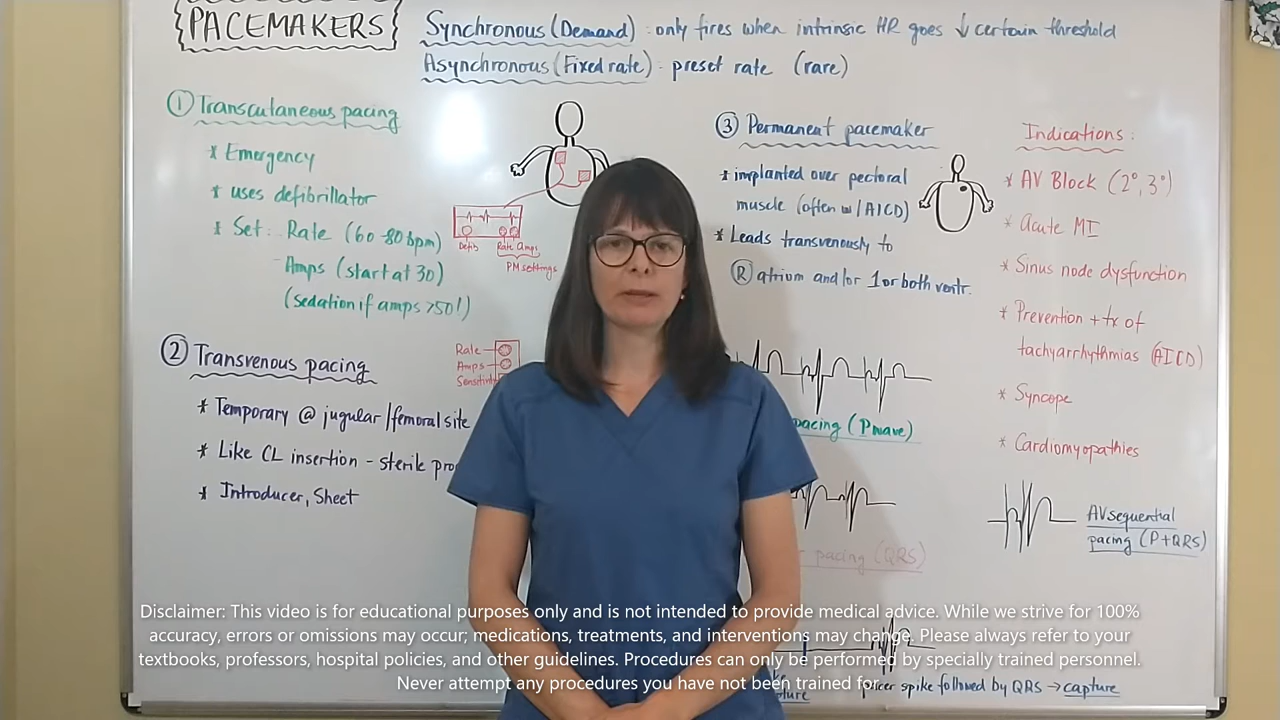 PACEMAKERS
Synchronous (Demand) : only fires when intrinsic HR goes ↓ certain threshold
Asynchronous (Fixed rate) : preset rate (rare)
① Transcutaneous pacing
* Emergency
* uses defibrillator
* Set: Rate (60-80 bpm)
Amps (start at 30)
(sedation if amps >50!)
Defib
Rate Amps
PM settings
② Transvenous pacing
Rate
Amps
* Temporary @ jugular/femoral site
* Like CL insertion - sterile
* Introducer, Sheet
③ Permanent pacemaker
* implanted over pectoral
muscle (often w/ AICD)
* Leads transvenously to
Ⓡ atrium and/or 1 or both ventr.
pacing (P wave)
pacing (QRS)
Indications:
* AV Block (2°, 3°)
* Acute MI
* Sinus node dysfunction
* Prevention + tx of
tachyarrhythmias (AICD)
* Syncope
* Cardiomyopathies
AV sequential
pacing (P+QRS)
spike followed by QRS → capture
Disclaimer: This video is for educational purposes only and is not intended to provide medical advice. While we strive for 100%
accuracy, errors or omissions may occur; medications, treatments, and interventions may change. Please always refer to your
textbooks, professors, hospital policies, and other guidelines. Procedures can only be performed by specially trained personnel.
Never attempt any procedures you have not been trained for.